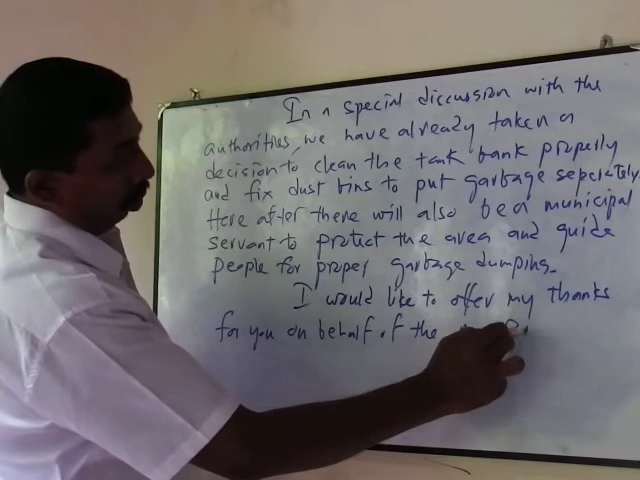 In a special discussion with the
authorities, we have already taken a
decision to clean the tank bank properly
and fix dust bins to put garbage seperately.
Here after there will also be a municipal
servant to protect the area and guide
people for proper garbage dumping.
I would like to offer my thanks
for you on behalf of the